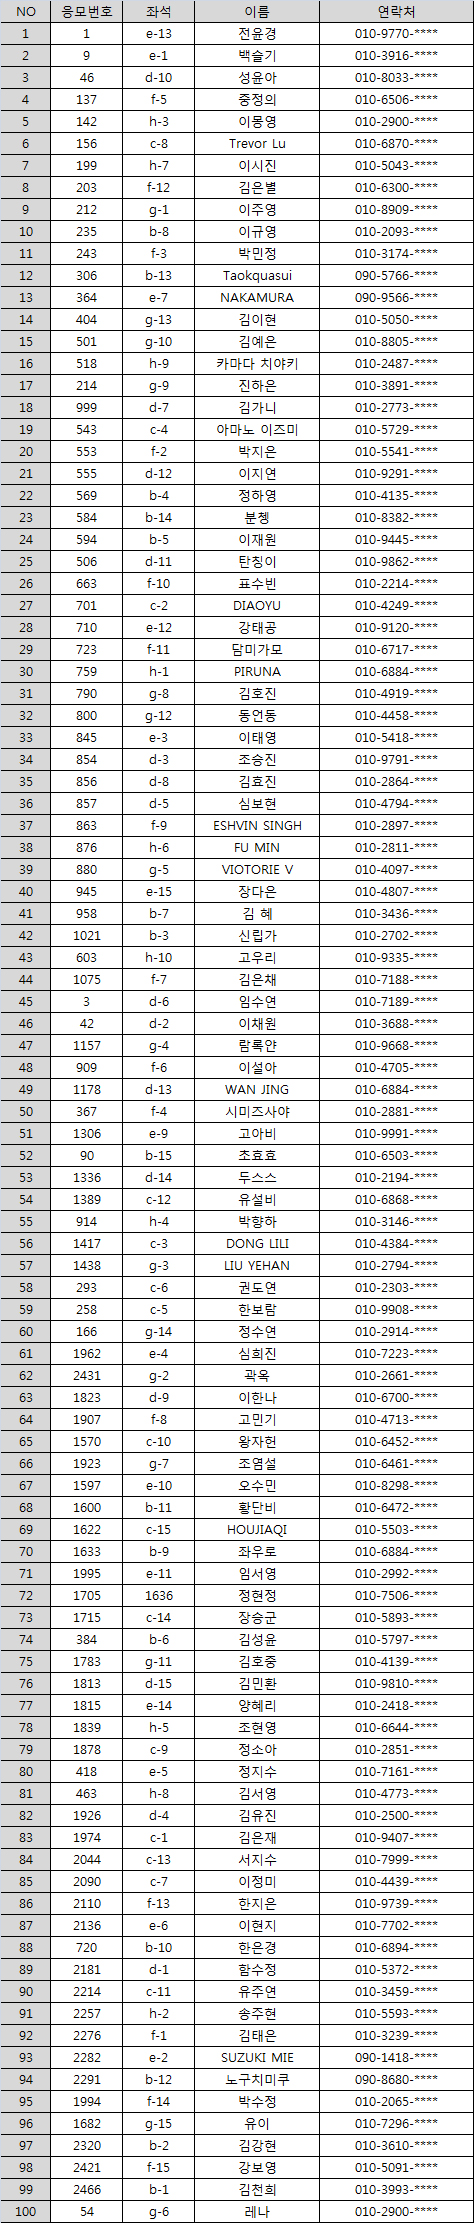 NO 응모번호 좌석 이름 연락처
1 1 e-13 전윤경 010-9770-****
2 9 e-1 백슬기 010-3916-****
3 46 d-10 성윤아 010-8033-****
4 137 f-5 중정의 010-6506-****
5 142 h-3 이몽영 010-2900-****
6 156 c-8 Trevor Lu 010-6870-****
7 199 h-7 이시진 010-5043-****
8 203 f-12 김은별 010-6300-****
9 212 g-1 이주영 010-8909-****
10 235 b-8 이규영 010-2093-****
11 243 f-3 박민정 010-3174-****
12 306 b-13 Taokquasui 090-5766-****
13 364 e-7 NAKAMURA 090-9566-****
14 404 g-13 김이현 010-5050-****
15 501 g-10 김예은 010-8805-****
16 518 h-9 카마다 치야키 010-2487-****
17 214 g-9 진하은 010-3891-****
18 999 d-7 김가니 010-2773-****
19 543 c-4 아마노 이즈미 010-5729-****
20 553 f-2 박지은 010-5541-****
21 555 d-12 이지연 010-9291-****
22 569 b-4 정하영 010-4135-****
23 584 b-14 분쳉 010-8382-****
24 594 b-5 이재원 010-9445-****
25 506 d-11 탄칭이 010-9862-****
26 663 f-10 표수빈 010-2214-****
27 701 c-2 DIAOYU 010-4249-****
28 710 e-12 강태공 010-9120-****
29 723 f-11 담미가모 010-6717-****
30 759 h-1 PIRUNA 010-6884-****
31 790 g-8 김호진 010-4919-****
32 800 g-12 동언동 010-4458-****
33 845 e-3 이태영 010-5418-****
34 854 d-3 조승진 010-9791-****
35 856 d-8 김효진 010-2864-****
36 857 d-5 심보현 010-4794-****
37 863 f-9 ESHVIN SINGH 010-2897-****
38 876 h-6 FU MIN 010-2811-****
39 880 g-5 VIOTORIE V 010-4097-****
40 945 e-15 장다은 010-4807-****
41 958 b-7 김 혜 010-3436-****
42 1021 b-3 신립가 010-2702-****
43 603 h-10 고우리 010-9335-****
44 1075 f-7 김은채 010-7188-****
45 3 d-6 임수연 010-7189-****
46 42 d-2 이채원 010-3688-****
47 1157 g-4 람록얀 010-9668-****
48 909 f-6 이설아 010-4705-****
49 1178 d-13 WAN JING 010-6884-****
50 367 f-4 시미즈사야 010-2881-****
51 1306 e-9 고아비 010-9991-****
52 90 b-15 초효효 010-6503-****
53 1336 d-14 두스스 010-2194-****
54 1389 c-12 유설비 010-6868-****
55 914 h-4 박향하 010-3146-****
56 1417 c-3 DONG LILI 010-4384-****
57 1438 g-3 LIU YEHAN 010-2794-****
58 293 c-6 권도연 010-2303-****
59 258 c-5 한보람 010-9908-****
60 166 g-14 정수연 010-2914-****
61 1962 e-4 심희진 010-7223-****
62 2431 g-2 곽옥 010-2661-****
63 1823 d-9 이한나 010-6700-****
64 1907 f-8 고민기 010-4713-****
65 1570 c-10 왕자헌 010-6452-****
66 1923 g-7 조염설 010-6461-****
67 1597 e-10 오수민 010-8298-****
68 1600 b-11 황단비 010-6472-****
69 1622 c-15 HOUJIAQI 010-5503-****
70 1633 b-9 좌우로 010-6884-****
71 1995 e-11 임서영 010-2992-****
72 1705 1636 정현정 010-7506-****
73 1715 c-14 장승군 010-5893-****
74 384 b-6 김성윤 010-5797-****
75 1783 g-11 김호중 010-4139-****
76 1813 d-15 김민환 010-9810-****
77 1815 e-14 양혜리 010-2418-****
78 1839 h-5 조현영 010-6644-****
79 1878 c-9 정소아 010-2851-****
80 418 e-5 정지수 010-7161-****
81 463 h-8 김서영 010-4773-****
82 1926 d-4 김유진 010-2500-****
83 1974 c-1 김은재 010-9407-****
84 2044 c-13 서지수 010-7999-****
85 2090 c-7 이정미 010-4439-****
86 2110 f-13 한지은 010-9739-****
87 2136 e-6 이현지 010-7702-****
88 720 b-10 한은경 010-6894-****
89 2181 d-1 함수정 010-5372-****
90 2214 c-11 유주연 010-3459-****
91 2257 h-2 송주현 010-5593-****
92 2276 f-1 김태은 010-3239-****
93 2282 e-2 SUZUKI MIE 090-1418-****
94 2291 b-12 노구치미쿠 090-8680-****
95 1994 f-14 박수정 010-2065-****
96 1682 g-15 유이 010-7296-****
97 2320 b-2 김강현 010-3610-****
98 2421 f-15 강보영 010-5091-****
99 2466 b-1 김천희 010-3993-****
100 54 g-6 레나 010-2900-****